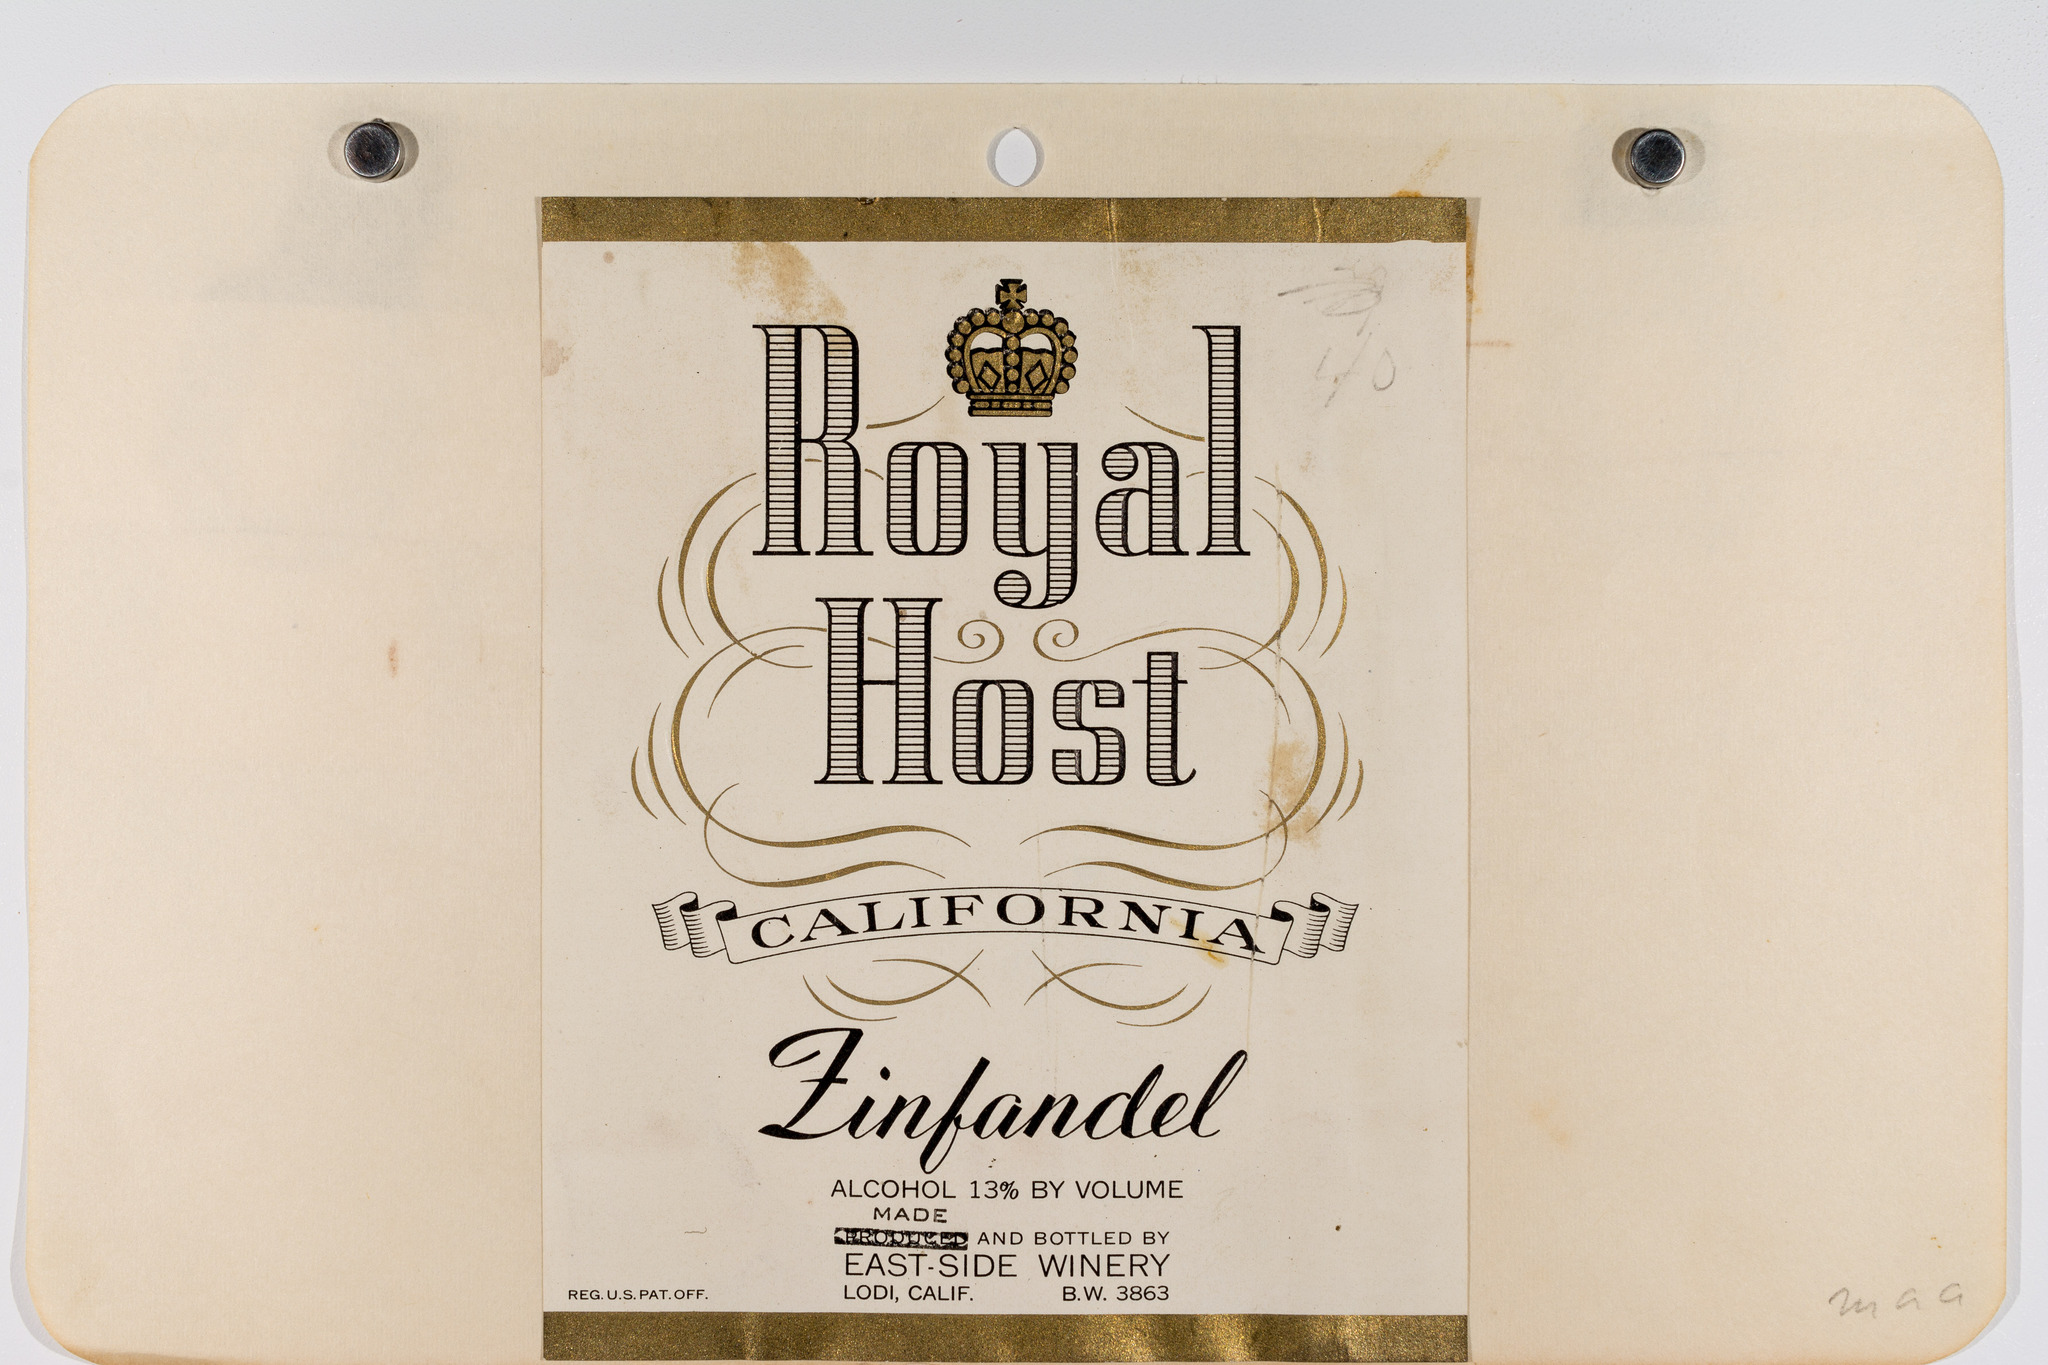 40
Royal
Host
CALIFORNIA
Zinfandel
ALCOHOL 13% BY VOLUME
MADE
PRODUCED AND BOTTLED BY
EAST-SIDE WINERY
REG. U.S. PAT. OFF. LODI, CALIF. B.W. 3863
maa